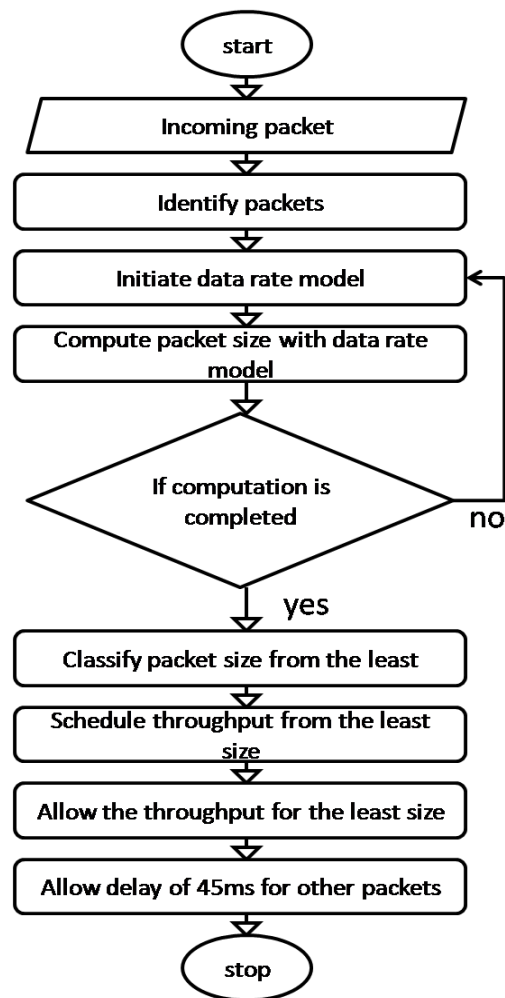 start
Incoming packet
Identify packets
Initiate data rate model
Compute packet size with data rate
model
If computation is
completed
no
yes
Classify packet size from the least
Schedule throughput from the least
size
Allow the throughput for the least size
Allow delay of 45ms for other packets
stop